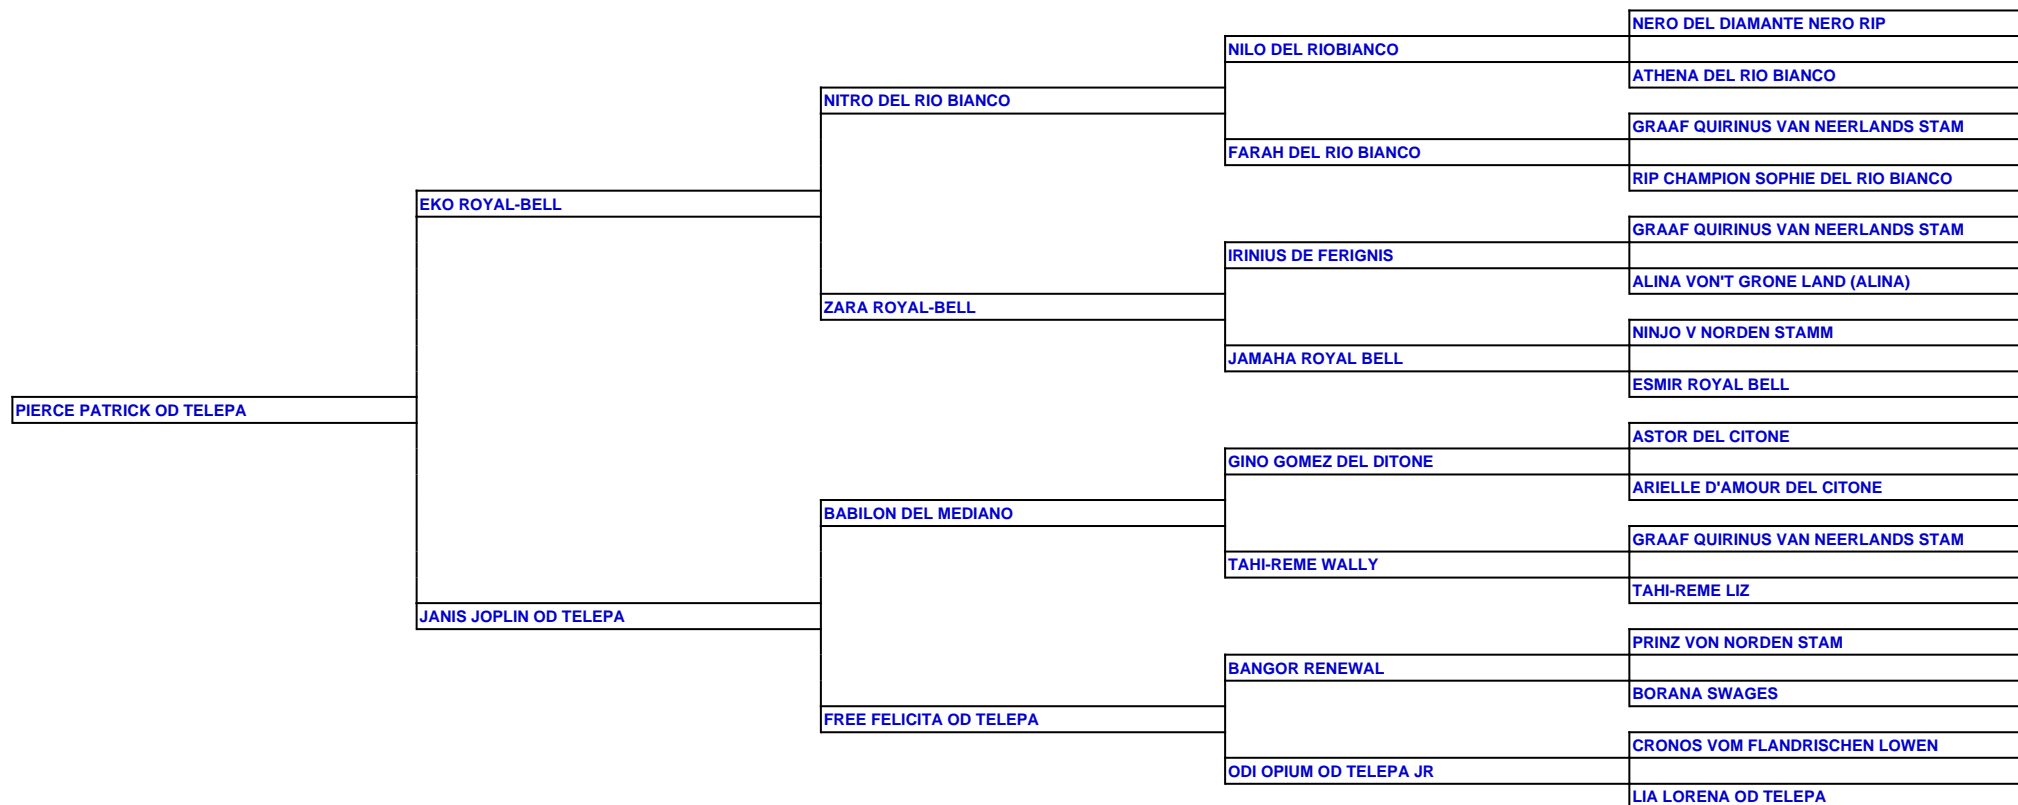 NERO DEL DIAMANTE NERO RIP
NILO DEL RIOBIANCO
ATHENA DEL RIO BIANCO
NITRO DEL RIO BIANCO
GRAAF QUIRINUS VAN NEERLANDS STAM
FARAH DEL RIO BIANCO
RIP CHAMPION SOPHIE DEL RIO BIANCO
EKO ROYAL-BELL
GRAAF QUIRINUS VAN NEERLANDS STAM
IRINIUS DE FERIGNIS
ALINA VON'T GRONE LAND (ALINA)
ZARA ROYAL-BELL
NINJO V NORDEN STAMM
JAMAHA ROYAL BELL
ESMIR ROYAL BELL
PIERCE PATRICK OD TELEPA
ASTOR DEL CITONE
GINO GOMEZ DEL DITONE
ARIELLE D'AMOUR DEL CITONE
BABILON DEL MEDIANO
GRAAF QUIRINUS VAN NEERLANDS STAM
TAHI-REME WALLY
TAHI-REME LIZ
JANIS JOPLIN OD TELEPA
PRINZ VON NORDEN STAM
BANGOR RENEWAL
BORANA SWAGES
FREE FELICITA OD TELEPA
CRONOS VOM FLANDRISCHEN LOWEN
ODI OPIUM OD TELEPA JR
LIA LORENA OD TELEPA